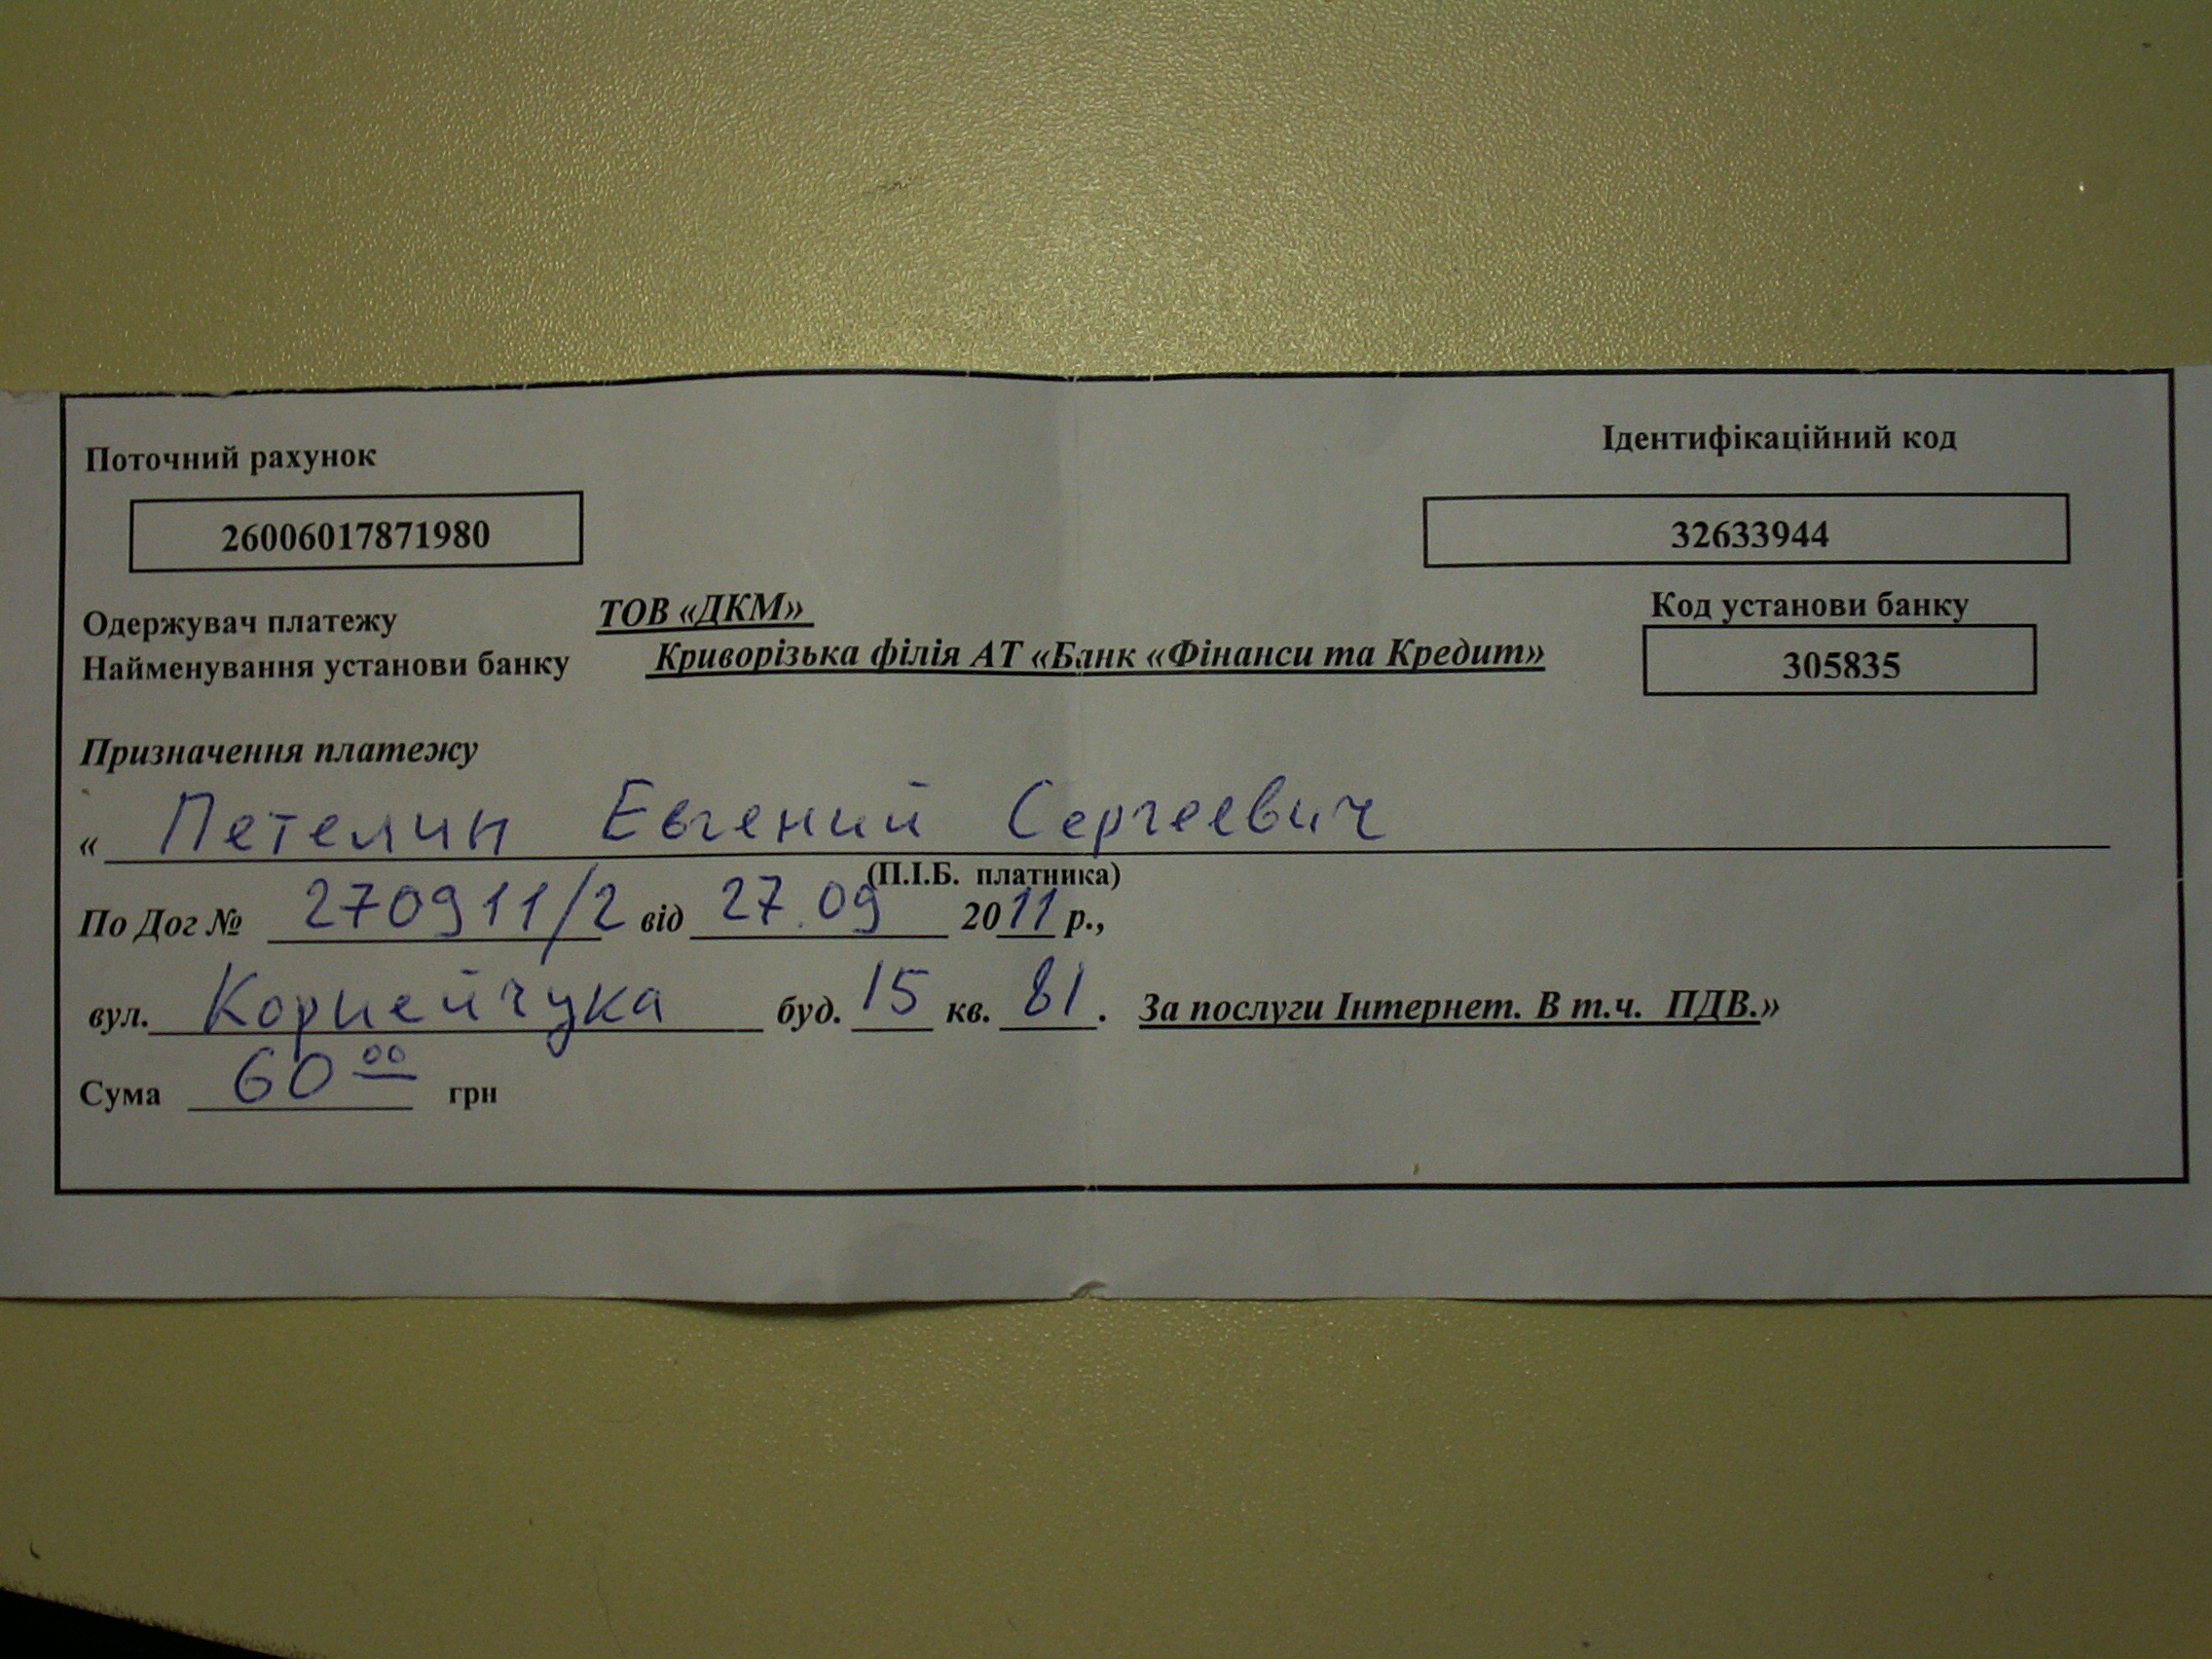 Поточний рахунок Ідентифікаційний код
26006017871980 32633944
Одержувач платежу ТОВ «ДКМ» Код установи банку
Найменування установи банку Криворізька філія АТ «Банк «Фінанси та Кредит» 305835
Призначення платежу
« Петелин Евгений Сергеевич
(П.І.Б. платника)
По Дог № 270911/2 від 27.09 2011 р.,
вул. Корнейчука буд. 15 кв. 81. За послуги Інтернет. В т.ч. ПДВ.»
Сума 60 00 грн